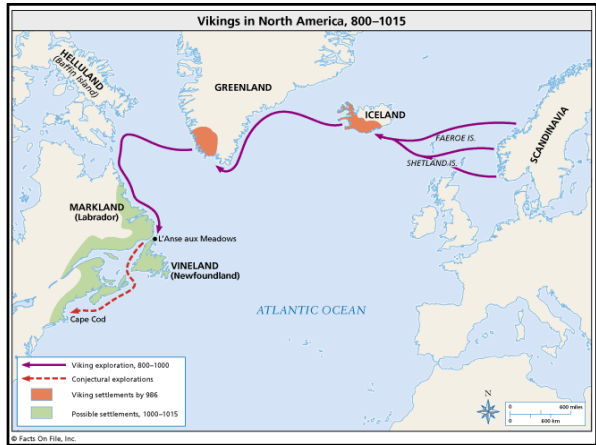 Vikings in North America, 800–1015
HELLULAND
(Baffin Island)
GREENLAND
ICELAND
FAEROE IS.
SHETLAND IS.
SCANDINAVIA
MARKLAND
(Labrador)
L'Anse aux Meadows
VINELAND
(Newfoundland)
Cape Cod
ATLANTIC OCEAN
Viking exploration, 800–1000
Conjectural explorations
Viking settlements by 986
Possible settlements, 1000–1015
N
0 600 miles
0 600 km
© Facts On File, Inc.